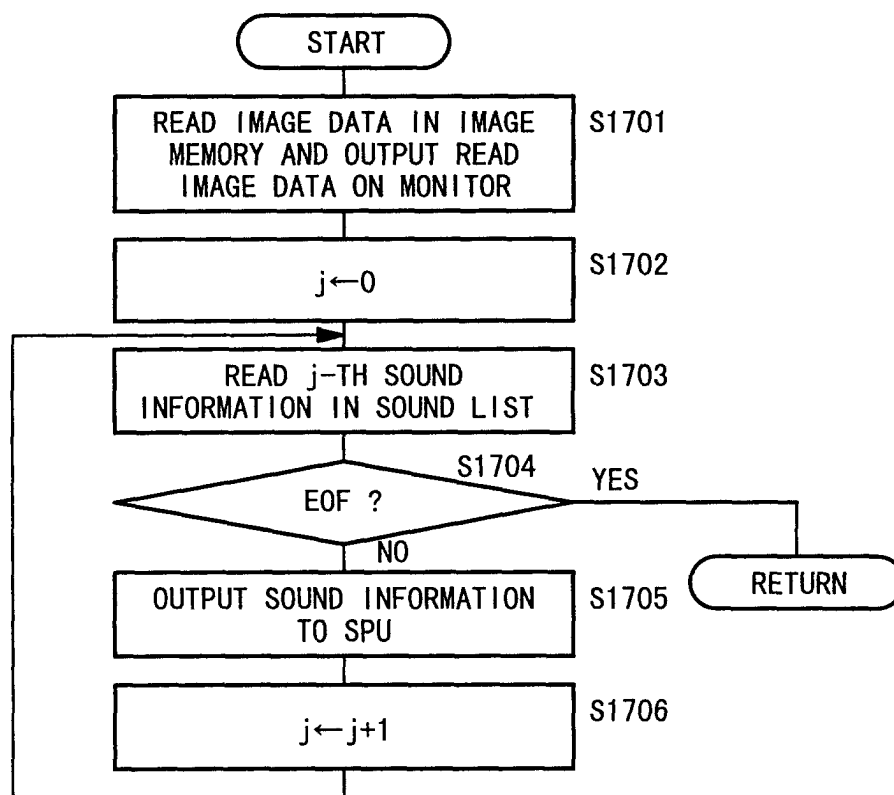 START
READ IMAGE DATA IN IMAGE
MEMORY AND OUTPUT READ
IMAGE DATA ON MONITOR
S1701
j←0
S1702
READ j-TH SOUND
INFORMATION IN SOUND LIST
S1703
S1704
EOF ?
YES
NO
RETURN
OUTPUT SOUND INFORMATION
TO SPU
S1705
j←j+1
S1706